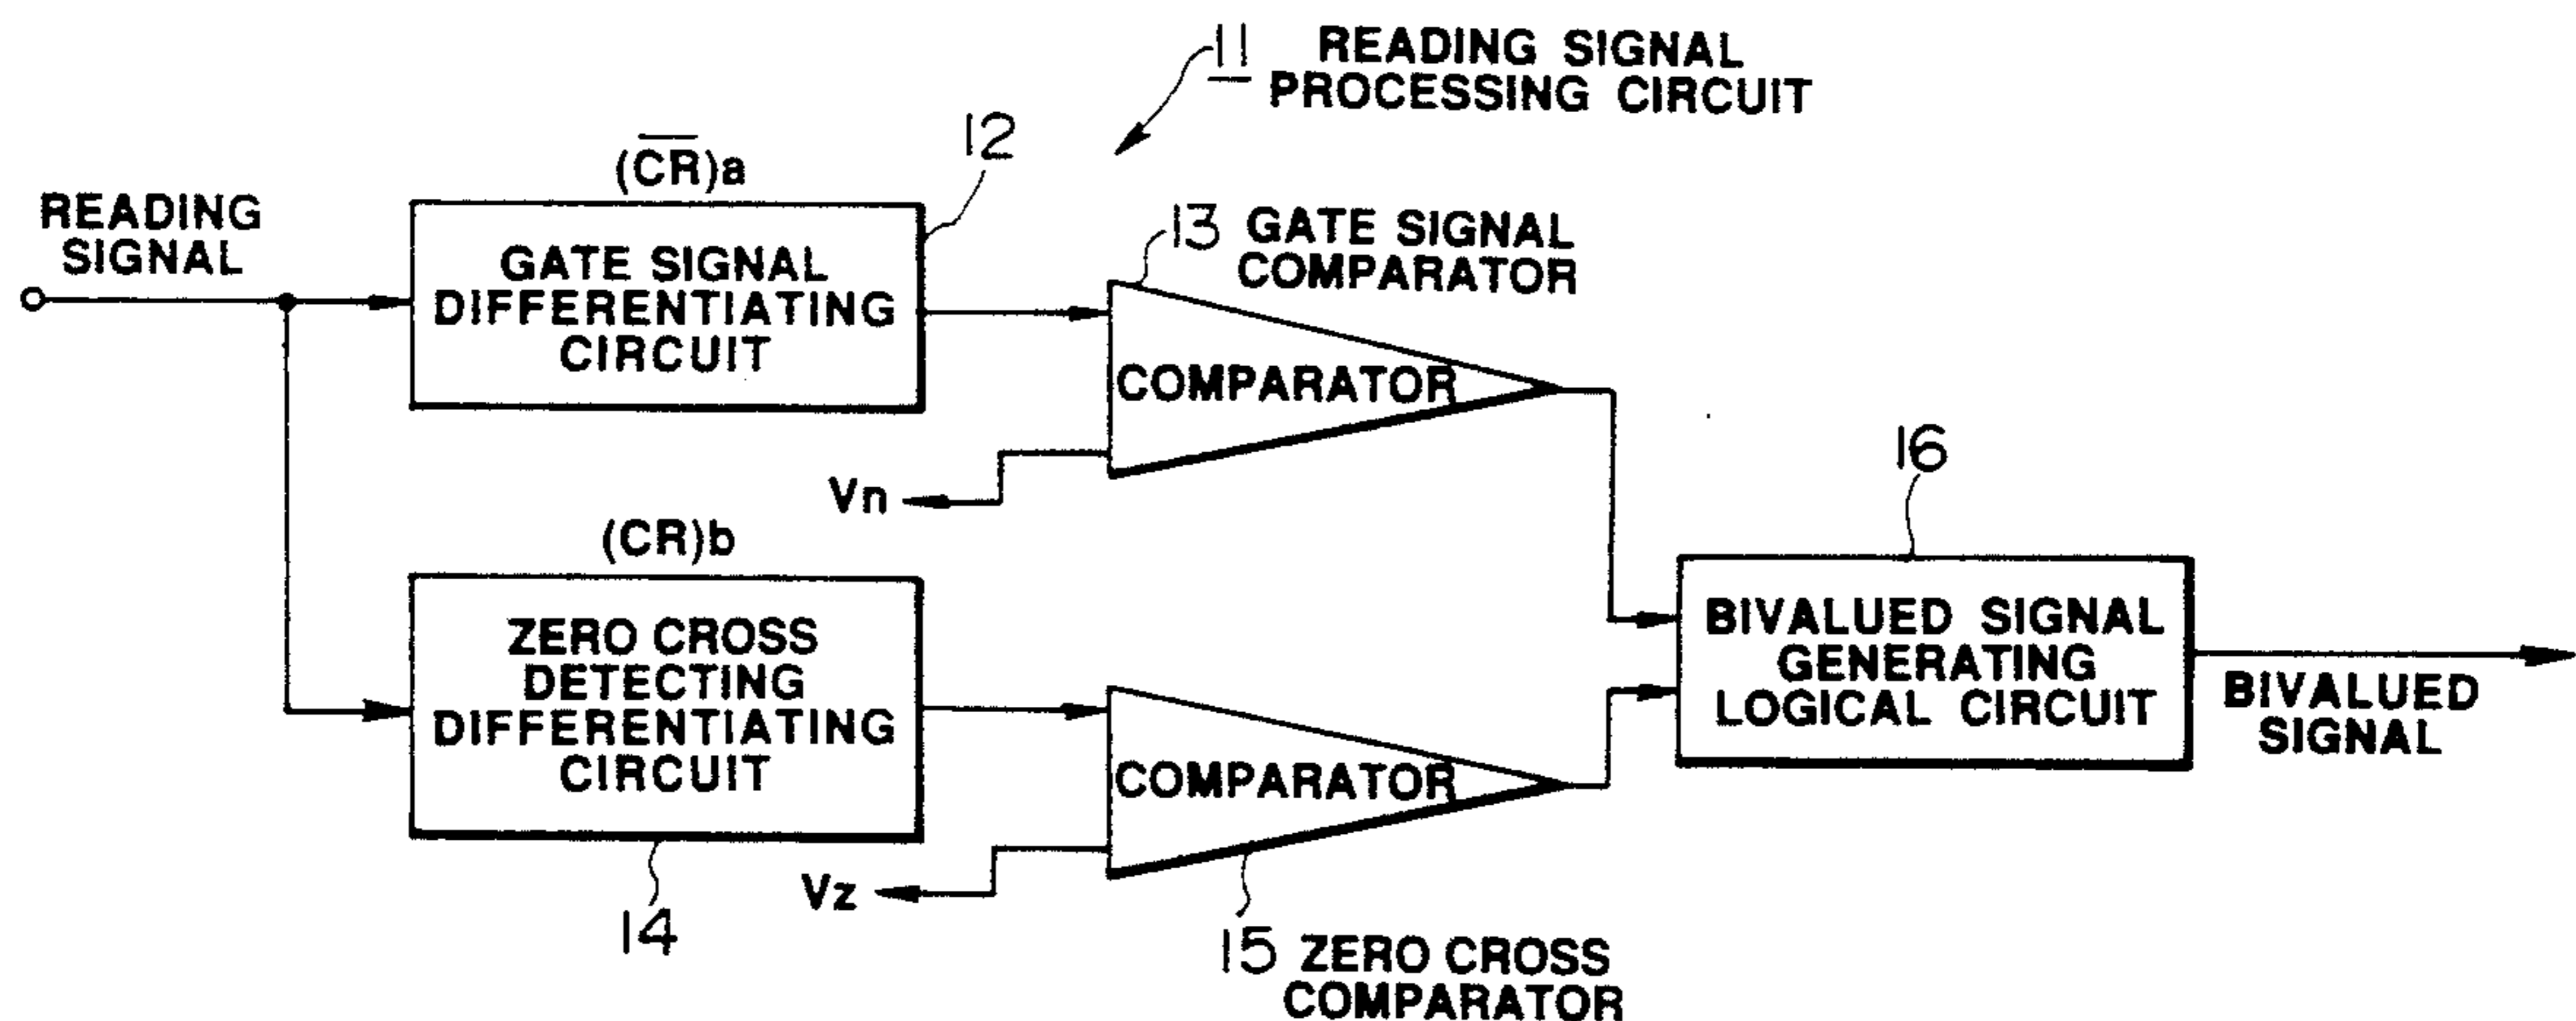 11 READING SIGNAL
PROCESSING CIRCUIT
(C̅R̅)a
12
READING
SIGNAL
GATE SIGNAL
DIFFERENTIATING
CIRCUIT
13 GATE SIGNAL
COMPARATOR
COMPARATOR
Vn
(CR)b
ZERO CROSS
DETECTING
DIFFERENTIATING
CIRCUIT
14
COMPARATOR
Vz
15 ZERO CROSS
COMPARATOR
16
BIVALUED SIGNAL
GENERATING
LOGICAL CIRCUIT
BIVALUED
SIGNAL